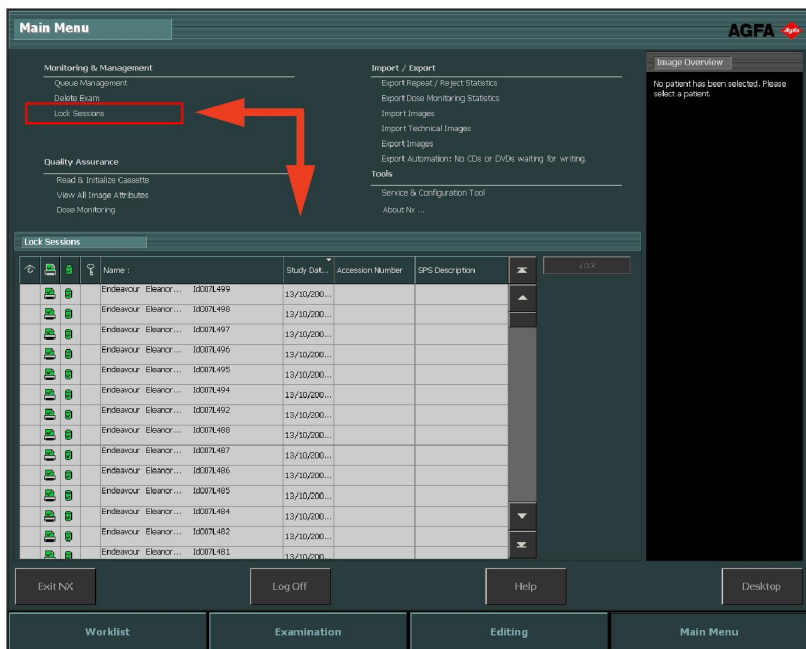 Main Menu
AGFA
Agfa
Monitoring & Management
Queue Management
Delete Exam
Lock Sessions
Quality Assurance
Read & Initialize Cassette
View All Image Attributes
Dose Monitoring
Import / Export
Export Repeat / Reject Statistics
Export Dose Monitoring Statistics
Import Images
Import Technical Images
Export Images
Export Automation: No CDs or DVDs waiting for writing.
Tools
Service & Configuration Tool
About Nx ...
Image Overview
No patient has been selected. Please
select a patient.
Lock Sessions
Name : Study Dat... Accession Number SPS Description
Lock
Endeavour Eleanor... Id007L499 13/10/200...
Endeavour Eleanor... Id007L498 13/10/200...
Endeavour Eleanor... Id007L497 13/10/200...
Endeavour Eleanor... Id007L496 13/10/200...
Endeavour Eleanor... Id007L495 13/10/200...
Endeavour Eleanor... Id007L494 13/10/200...
Endeavour Eleanor... Id007L492 13/10/200...
Endeavour Eleanor... Id007L488 13/10/200...
Endeavour Eleanor... Id007L487 13/10/200...
Endeavour Eleanor... Id007L486 13/10/200...
Endeavour Eleanor... Id007L485 13/10/200...
Endeavour Eleanor... Id007L484 13/10/200...
Endeavour Eleanor... Id007L482 13/10/200...
Endeavour Eleanor... Id007L481 13/10/200...
Exit NX Log Off Help Desktop
Worklist Examination Editing Main Menu